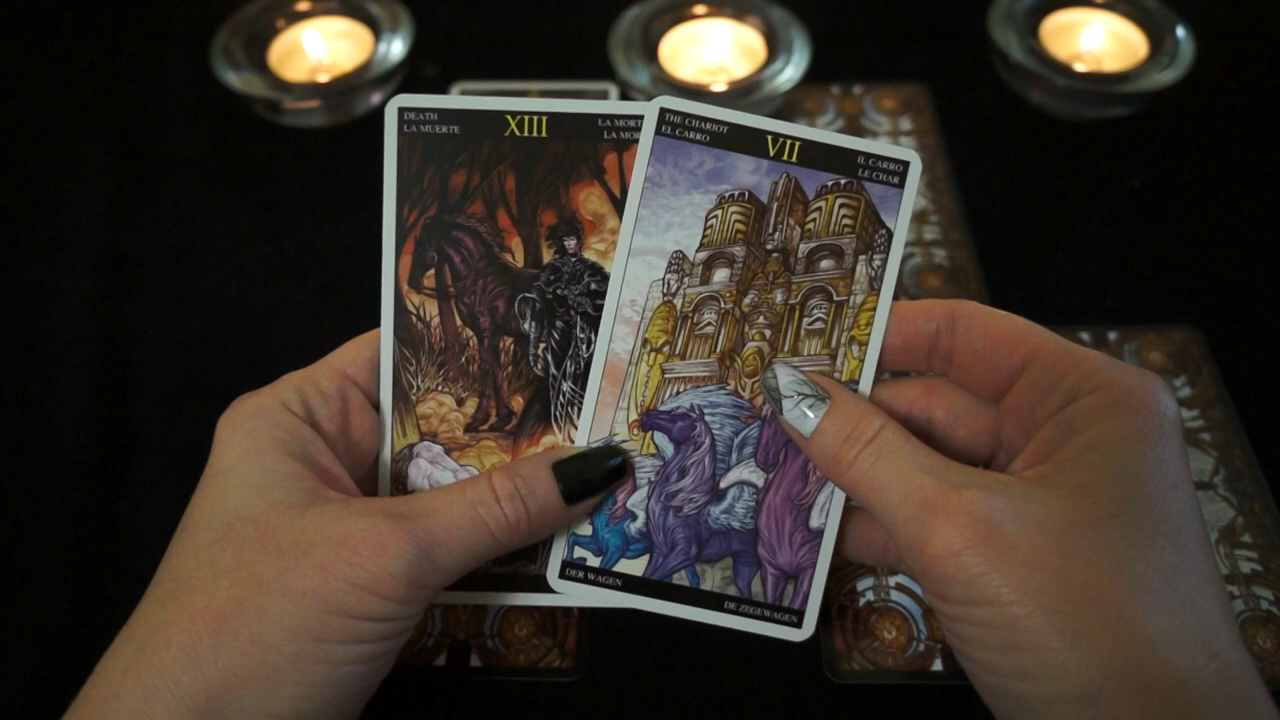 DEATH
LA MUERTE
XIII
LA MORT
THE CHARIOT
EL CARRO
VII
IL CARRO
LE CHAR
DER WAGEN
DE ZEGEWAGEN